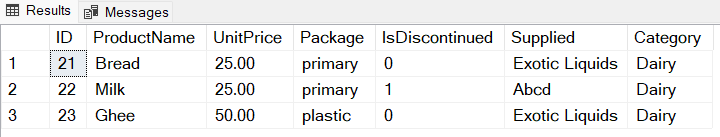 Results Messages
ID ProductName UnitPrice Package IsDiscontinued Supplied Category
1 21 Bread 25.00 primary 0 Exotic Liquids Dairy
2 22 Milk 25.00 primary 1 Abcd Dairy
3 23 Ghee 50.00 plastic 0 Exotic Liquids Dairy